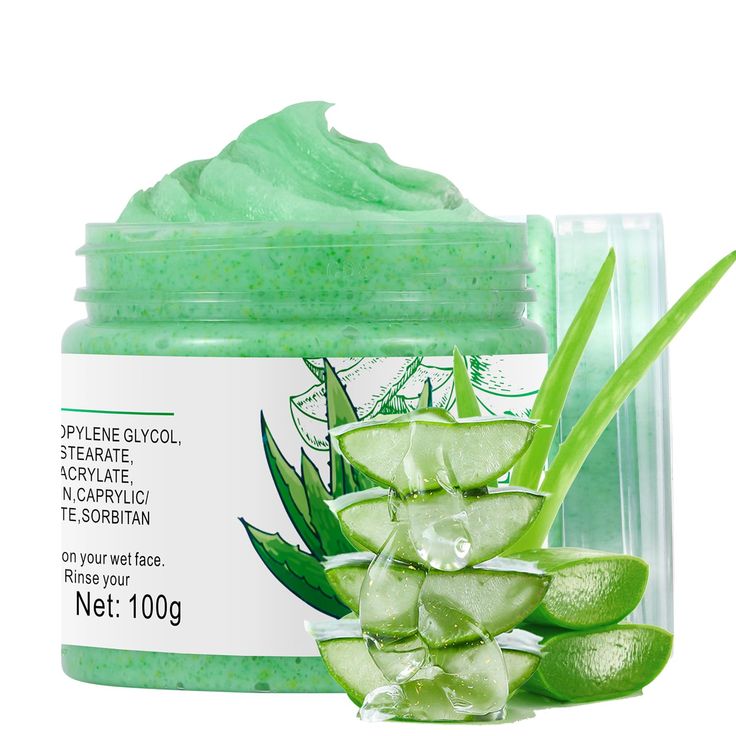 OPYLENE GLYCOL,
STEARATE,
ACRYLATE,
N,CAPRYLIC/
TE,SORBITAN
on your wet face.
Rinse your
Net: 100g